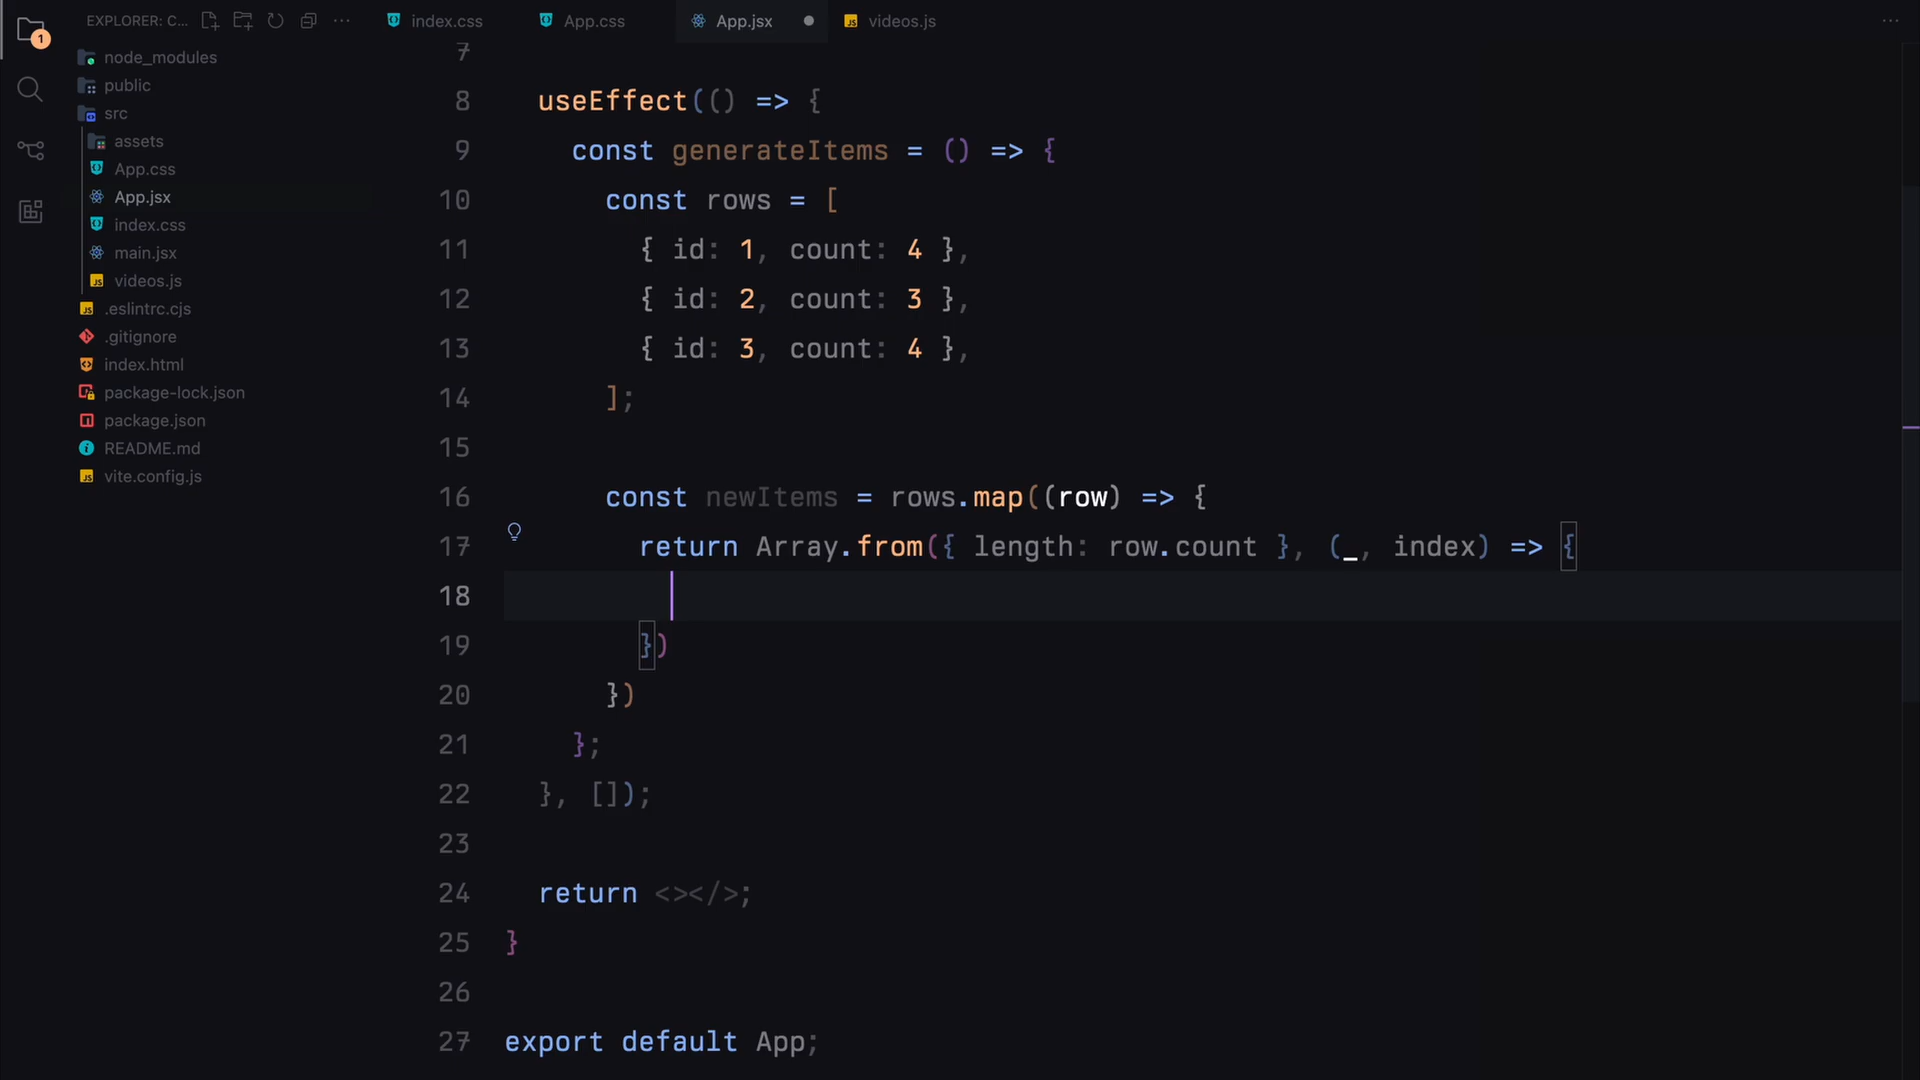 1
EXPLORER: C...
node_modules
public
src
assets
App.css
App.jsx
index.css
main.jsx
videos.js
.eslintrc.cjs
.gitignore
index.html
package-lock.json
package.json
README.md
vite.config.js
index.css
App.css
App.jsx
videos.js
7
8 useEffect(() => {
9 const generateItems = () => {
10 const rows = [
11 { id: 1, count: 4 },
12 { id: 2, count: 3 },
13 { id: 3, count: 4 },
14 ];
15
16 const newItems = rows.map((row) => {
17 return Array.from({ length: row.count }, (_, index) => {
18
19 })
20 })
21 };
22 }, []);
23
24 return <></>;
25 }
26
27 export default App;